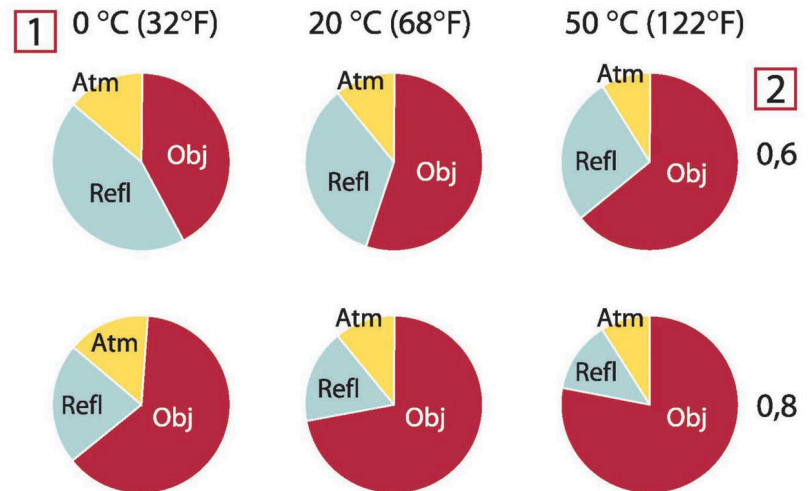 1 0 °C (32°F) 20 °C (68°F) 50 °C (122°F)
2
Atm Obj Refl
Atm Obj Refl
Atm Obj Refl
0,6
Atm Refl Obj
Atm Refl Obj
Atm Refl Obj
0,8